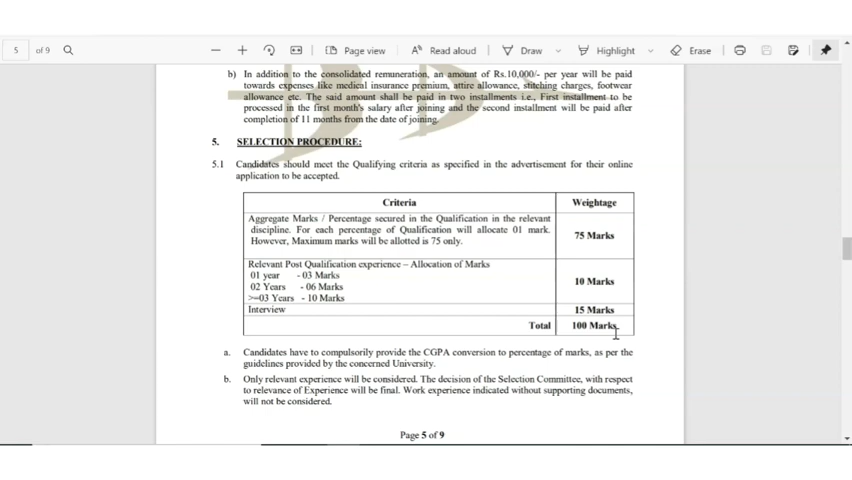 5 of 9 Page view Read aloud Draw Highlight Erase
b) In addition to the consolidated remuneration, an amount of Rs.10,000/- per year will be paid
towards expenses like medical insurance premium, attire allowance, stitching charges, footwear
allowance etc. The said amount shall be paid in two installments i.e., First installment to be
processed in the first month's salary after joining and the second installment will be paid after
completion of 11 months from the date of joining.
5. SELECTION PROCEDURE:
5.1 Candidates should meet the Qualifying criteria as specified in the advertisement for their online
application to be accepted.
Criteria Weightage
Aggregate Marks / Percentage secured in the Qualification in the relevant
discipline. For each percentage of Qualification will allocate 01 mark.
However, Maximum marks will be allotted is 75 only.
75 Marks
Relevant Post Qualification experience – Allocation of Marks
01 year - 03 Marks
02 Years - 06 Marks
>=03 Years - 10 Marks
10 Marks
Interview 15 Marks
Total 100 Marks
a. Candidates have to compulsorily provide the CGPA conversion to percentage of marks, as per the
guidelines provided by the concerned University.
b. Only relevant experience will be considered. The decision of the Selection Committee, with respect
to relevance of Experience will be final. Work experience indicated without supporting documents,
will not be considered.
Page 5 of 9